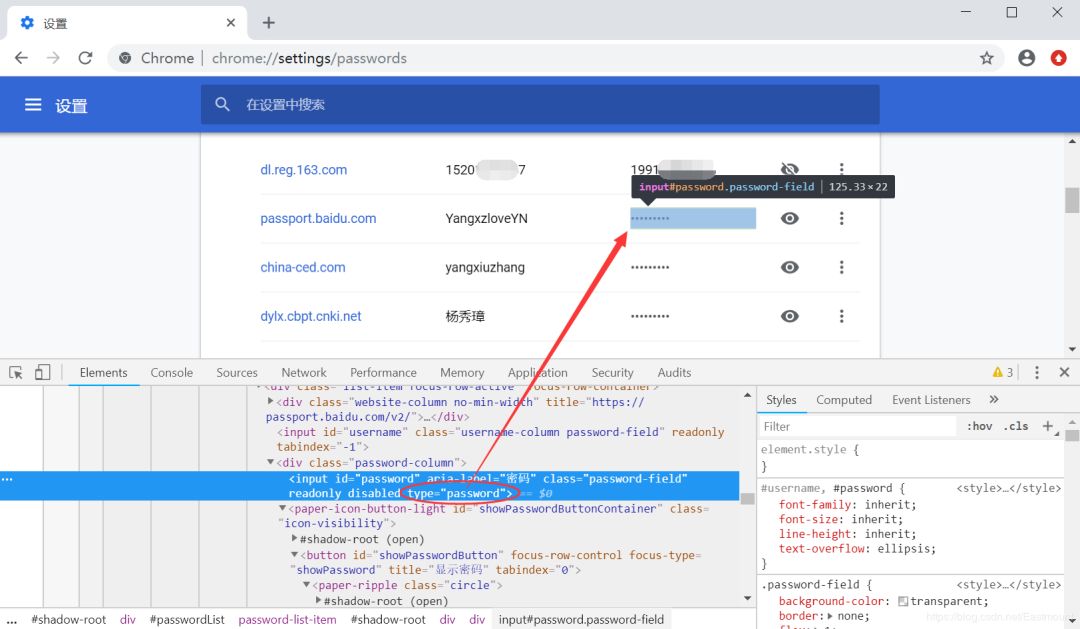 设置
Chrome | chrome://settings/passwords
设置 在设置中搜索
dl.reg.163.com 1520 7 1991
input#password.password-field | 125.33×22
passport.baidu.com YangxzloveYN •••••••••
china-ced.com yangxiuzhang •••••••••
dylx.cbpt.cnki.net 杨秀璋 •••••••••
Elements Console Sources Network Performance Memory Application Security Audits 3
<div class="list-item focus-row-active" focus-row-container>
<div class="website-column no-min-width" title="https://
passport.baidu.com/v2/">…</div>
<input id="username" class="username-column password-field" readonly
tabindex="-1">
<div class="password-column">
<input id="password" aria-label="密码" class="password-field"
readonly disabled type="password"> == $0
<paper-icon-button-light id="showPasswordButtonContainer" class=
"icon-visibility">
#shadow-root (open)
<button id="showPasswordButton" focus-row-control focus-type=
"showPassword" title="显示密码" tabindex="0">
<paper-ripple class="circle">
#shadow-root (open)
... #shadow-root div #passwordList password-list-item #shadow-root div div input#password.password-field
Styles Computed Event Listeners »
Filter :hov .cls +
element.style {
}
#username, #password { <style>…</style>
font-family: inherit;
font-size: inherit;
line-height: inherit;
text-overflow: ellipsis;
}
.password-field { <style>…</style>
background-color: transparent;
border: none;